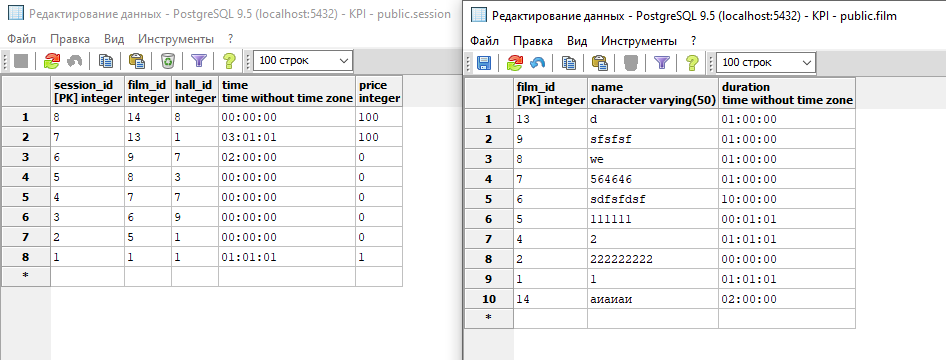 Редактирование данных - PostgreSQL 9.5 (localhost:5432) - KPI - public.session
Файл Правка Вид Инструменты ?
100 строк
session_id film_id hall_id time price
[PK] integer integer integer time without time zone integer
1 8 14 8 00:00:00 100
2 7 13 1 03:01:01 100
3 6 9 7 02:00:00 0
4 5 8 3 00:00:00 0
5 4 7 7 00:00:00 0
6 3 6 9 00:00:00 0
7 2 5 1 00:00:00 0
8 1 1 1 01:01:01 1
*
Редактирование данных - PostgreSQL 9.5 (localhost:5432) - KPI - public.film
Файл Правка Вид Инструменты ?
100 строк
film_id name duration
[PK] integer character varying(50) time without time zone
1 13 d 01:00:00
2 9 sfsfsf 01:00:00
3 8 we 01:00:00
4 7 564646 01:00:00
5 6 sdfsfdsf 10:00:00
6 5 111111 00:01:01
7 4 2 01:01:01
8 2 222222222 00:00:00
9 1 1 01:01:01
10 14 аиаиаи 02:00:00
*